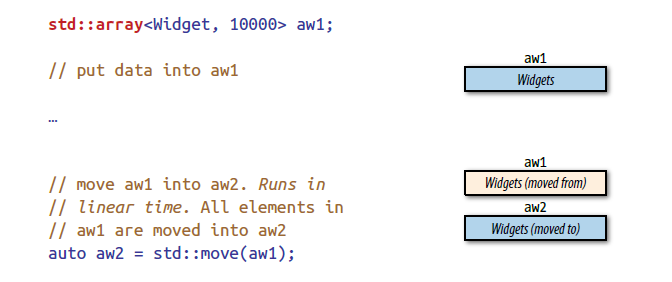 std::array<Widget, 10000> aw1;
// put data into aw1
aw1
Widgets
…
// move aw1 into aw2. Runs in
// linear time. All elements in
// aw1 are moved into aw2
auto aw2 = std::move(aw1);
aw1
Widgets (moved from)
aw2
Widgets (moved to)